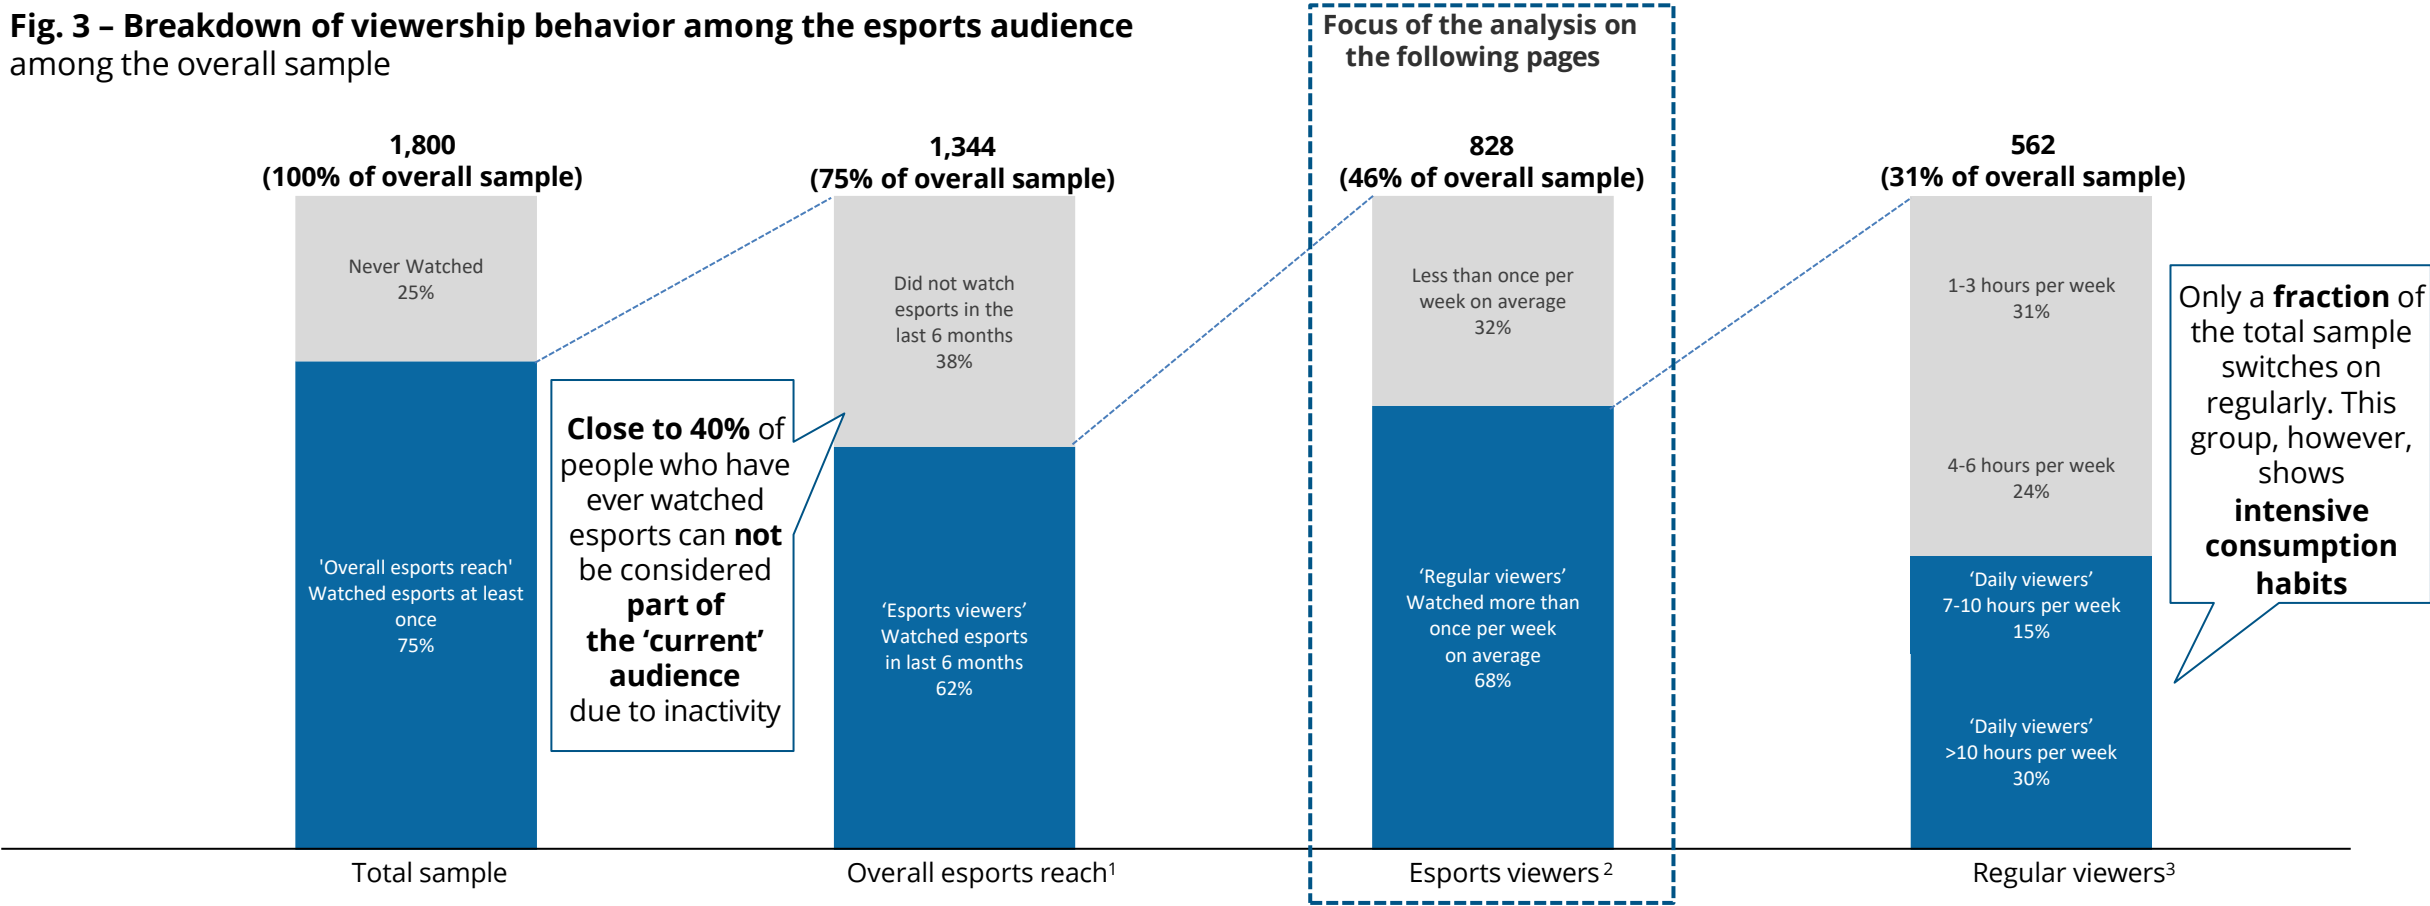 Fig. 3 – Breakdown of viewership behavior among the esports audience
among the overall sample
Focus of the analysis on
the following pages
1,800
(100% of overall sample)
1,344
(75% of overall sample)
828
(46% of overall sample)
562
(31% of overall sample)
Never Watched
25%
'Overall esports reach'
Watched esports at least
once
75%
Close to 40% of
people who have
ever watched
esports can not
be considered
part of
the ‘current’
audience
due to inactivity
Did not watch
esports in the
last 6 months
38%
‘Esports viewers’
Watched esports
in last 6 months
62%
Less than once per
week on average
32%
‘Regular viewers’
Watched more than
once per week
on average
68%
1-3 hours per week
31%
4-6 hours per week
24%
‘Daily viewers’
7-10 hours per week
15%
‘Daily viewers’
>10 hours per week
30%
Only a fraction of
the total sample
switches on
regularly. This
group, however,
shows
intensive
consumption
habits
Total sample
Overall esports reach¹
Esports viewers²
Regular viewers³